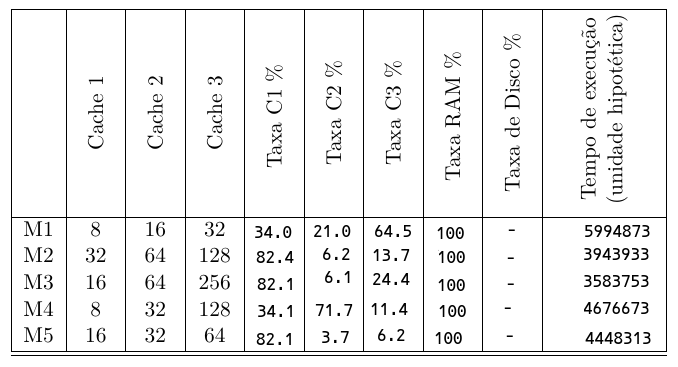 Cache 1 Cache 2 Cache 3 Taxa C1 % Taxa C2 % Taxa C3 % Taxa RAM % Taxa de Disco % Tempo de execução
(unidade hipotética)
M1 8 16 32 34.0 21.0 64.5 100 - 5994873
M2 32 64 128 82.4 6.2 13.7 100 - 3943933
M3 16 64 256 82.1 6.1 24.4 100 - 3583753
M4 8 32 128 34.1 71.7 11.4 100 - 4676673
M5 16 32 64 82.1 3.7 6.2 100 - 4448313